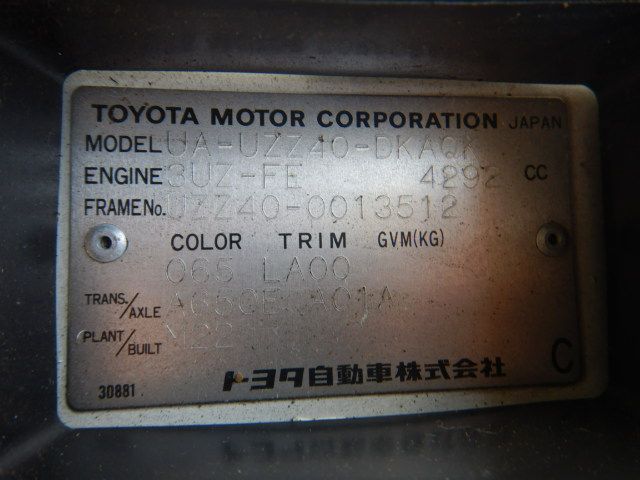 TOYOTA MOTOR CORPORATION JAPAN
MODEL UA-UZZ40-DKAQK
ENGINE 3UZ-FE 4292 CC
FRAME No. UZZ40-0013512
COLOR TRIM GVM(KG)
065 LA00
TRANS./AXLE A650E A01A
PLANT/BUILT M22
トヨタ自動車株式会社 C
30881